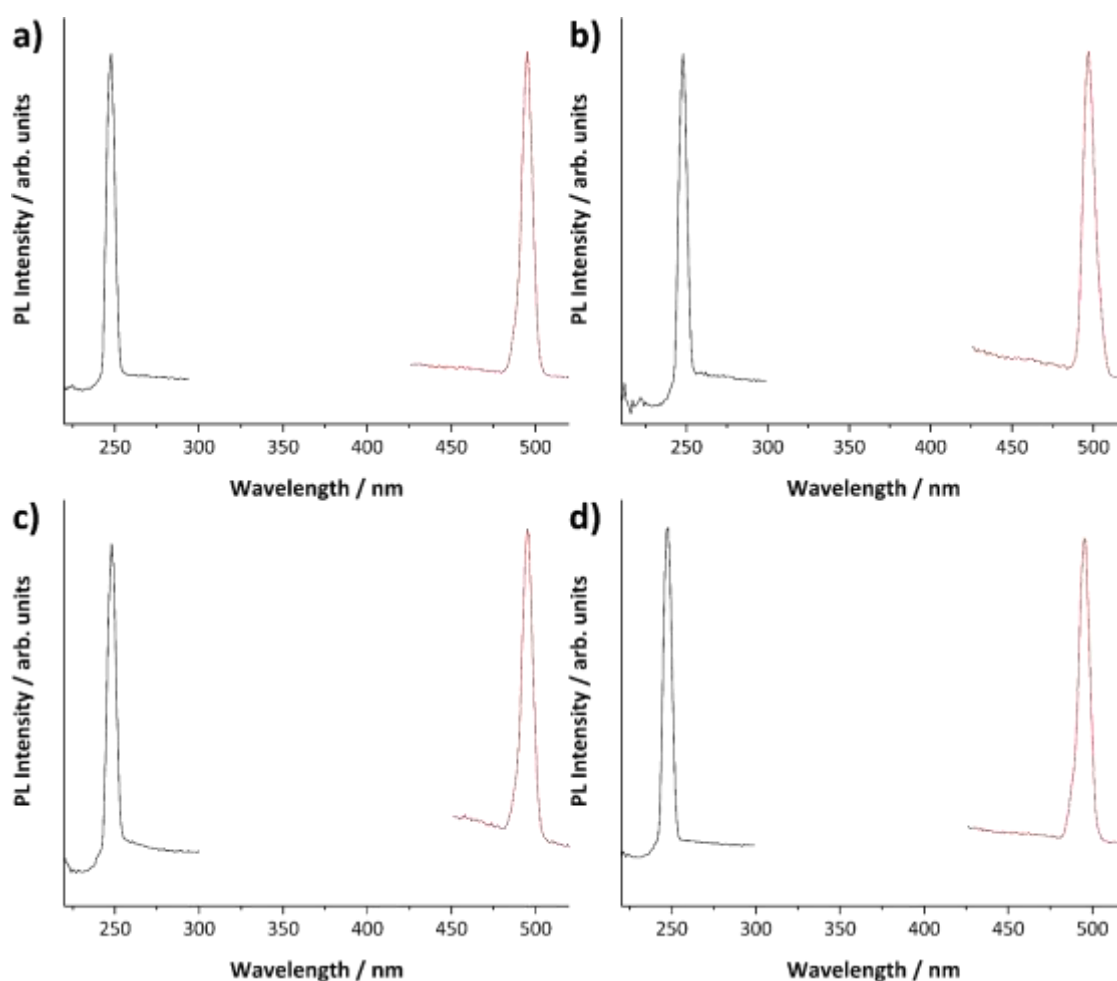 a)
PL Intensity / arb. units
250 300 350 400 450 500
Wavelength / nm
b)
PL Intensity / arb. units
250 300 350 400 450 500
Wavelength / nm
c)
PL Intensity / arb. units
250 300 350 400 450 500
Wavelength / nm
d)
PL Intensity / arb. units
250 300 350 400 450 500
Wavelength / nm